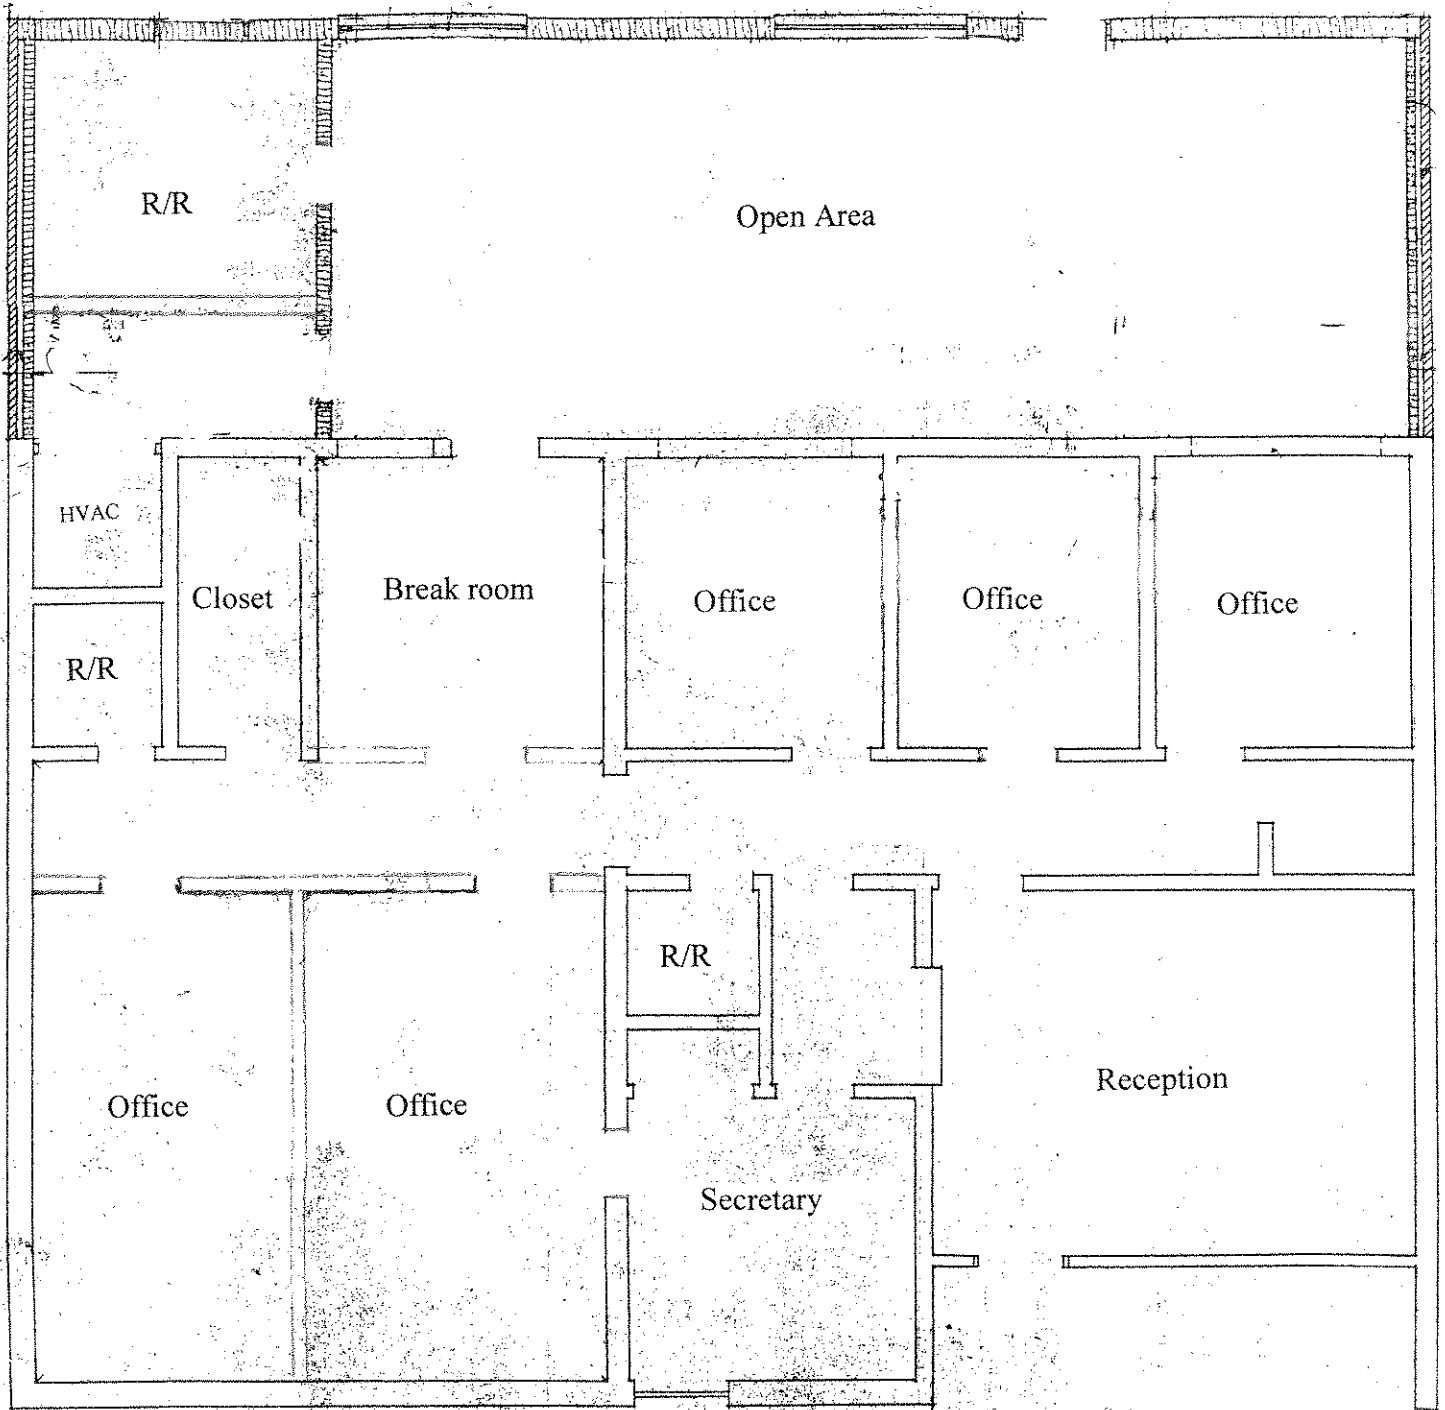 R/R
Open Area
HVAC
Closet
Break room
Office
Office
Office
R/R
R/R
Office
Office
Reception
Secretary